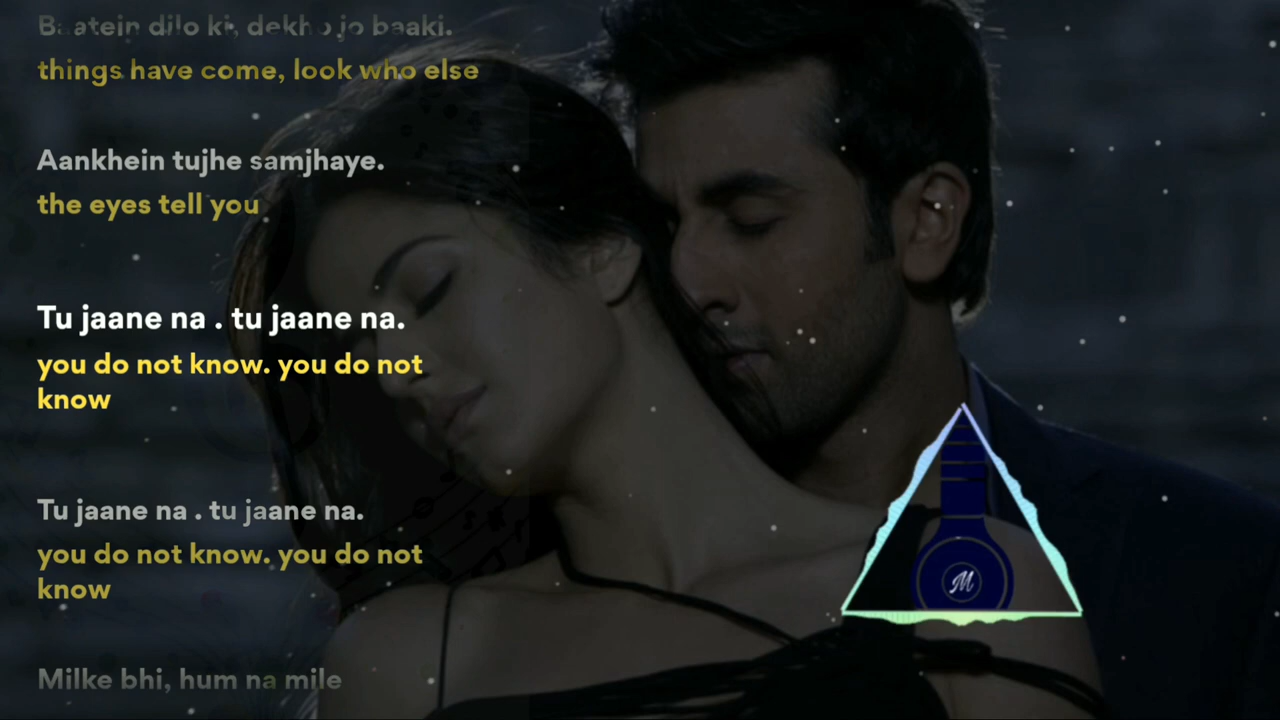 Baatein dilo ki, dekho jo baaki.
things have come, look who else
Aankhein tujhe samjhaye.
the eyes tell you
Tu jaane na . tu jaane na.
you do not know. you do not
know
Tu jaane na . tu jaane na.
you do not know. you do not
know
Milke bhi, hum na mile
M